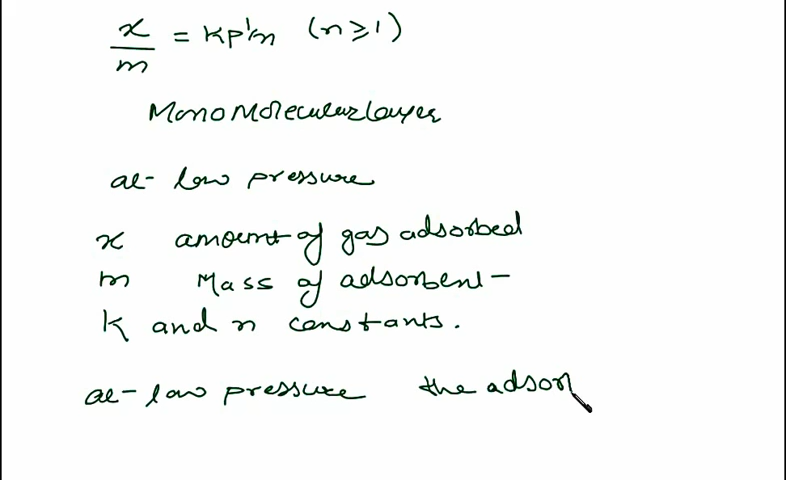 x/m = Kp^1/n (n ≥ 1)
Monomolecular layer
at low pressure
x amount of gas adsorbed
m Mass of adsorbent
K and n constants.
at low pressure the adsor